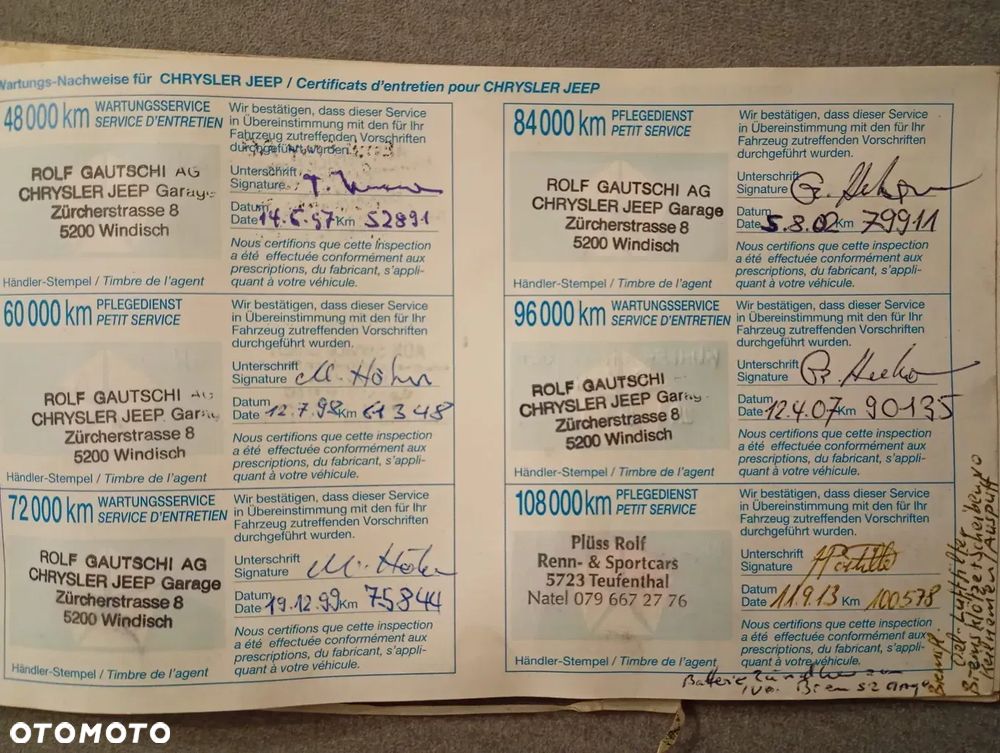 Wartungs-Nachweise für CHRYSLER JEEP / Certificats d'entretien pour CHRYSLER JEEP
48 000 km WARTUNGSSERVICE
SERVICE D'ENTRETIEN
ROLF GAUTSCHI AG
CHRYSLER JEEP Garage
Zürcherstrasse 8
5200 Windisch
Händler-Stempel / Timbre de l'agent
Wir bestätigen, dass dieser Service
in Übereinstimmung mit den für Ihr
Fahrzeug zutreffenden Vorschriften
durchgeführt wurden.
Unterschrift
Signature
Datum
Date 14.6.97 Km 52891
Nous certifions que cette inspection
a été effectuée conformément aux
prescriptions, du fabricant, s'appli-
quant à votre véhicule.
60 000 km PFLEGEDIENST
PETIT SERVICE
ROLF GAUTSCHI AG
CHRYSLER JEEP Gara
Zürcherstrasse 8
5200 Windisch
Händler-Stempel / Timbre de l'agent
Wir bestätigen, dass dieser Service
in Übereinstimmung mit den für Ihr
Fahrzeug zutreffenden Vorschriften
durchgeführt wurden.
Unterschrift
Signature M. Höhn
Datum
Date 12.7.98 Km 61348
Nous certifions que cette inspection
a été effectuée conformément aux
prescriptions, du fabricant, s'appli-
quant à votre véhicule.
72 000 km WARTUNGSSERVICE
SERVICE D'ENTRETIEN
ROLF GAUTSCHI AG
CHRYSLER JEEP Garage
Zürcherstrasse 8
5200 Windisch
Händler-Stempel / Timbre de l'agent
Wir bestätigen, dass dieser Service
in Übereinstimmung mit den für Ihr
Fahrzeug zutreffenden Vorschriften
durchgeführt wurden.
Unterschrift
Signature M. Höhn
Datum
Date 19.12.99 Km 75844
Nous certifions que cette inspection
a été effectuée conformément aux
prescriptions, du fabricant, s'appli-
quant à votre véhicule.
84 000 km PFLEGEDIENST
PETIT SERVICE
ROLF GAUTSCHI AG
CHRYSLER JEEP Garage
Zürcherstrasse 8
5200 Windisch
Händler-Stempel / Timbre de l'agent
Wir bestätigen, dass dieser Service
in Übereinstimmung mit den für Ihr
Fahrzeug zutreffenden Vorschriften
durchgeführt wurden.
Unterschrift
Signature
Datum
Date 5.8.02 Km 79911
Nous certifions que cette inspection
a été effectuée conformément aux
prescriptions, du fabricant, s'appli-
quant à votre véhicule.
96 000 km WARTUNGSSERVICE
SERVICE D'ENTRETIEN
ROLF GAUTSCHI
CHRYSLER JEEP Gar
Zürcherstrasse 8
5200 Windisch
Händler-Stempel / Timbre de l'agent
Wir bestätigen, dass dieser Service
in Übereinstimmung mit den für Ihr
Fahrzeug zutreffenden Vorschriften
durchgeführt wurden.
Unterschrift
Signature
Datum
Date 12.4.07 Km 90135
Nous certifions que cette inspection
a été effectuée conformément aux
prescriptions, du fabricant, s'appli-
quant à votre véhicule.
108 000 km PFLEGEDIENST
PETIT SERVICE
Plüss Rolf
Renn- & Sportcars
5723 Teufenthal
Natel 079 667 27 76
Händler-Stempel / Timbre de l'agent
Wir bestätigen, dass dieser Service
in Übereinstimmung mit den für Ihr
Fahrzeug zutreffenden Vorschriften
durchgeführt wurden.
Unterschrift
Signature
Datum
Date 11.9.13 Km 100578
Nous certifions que cette inspection
a été effectuée conformément aux
prescriptions, du fabricant, s'appli-
quant à votre véhicule.
Batterie
Oel-Luftfilter
Keilriemen/Auspuff
OTOMOTO